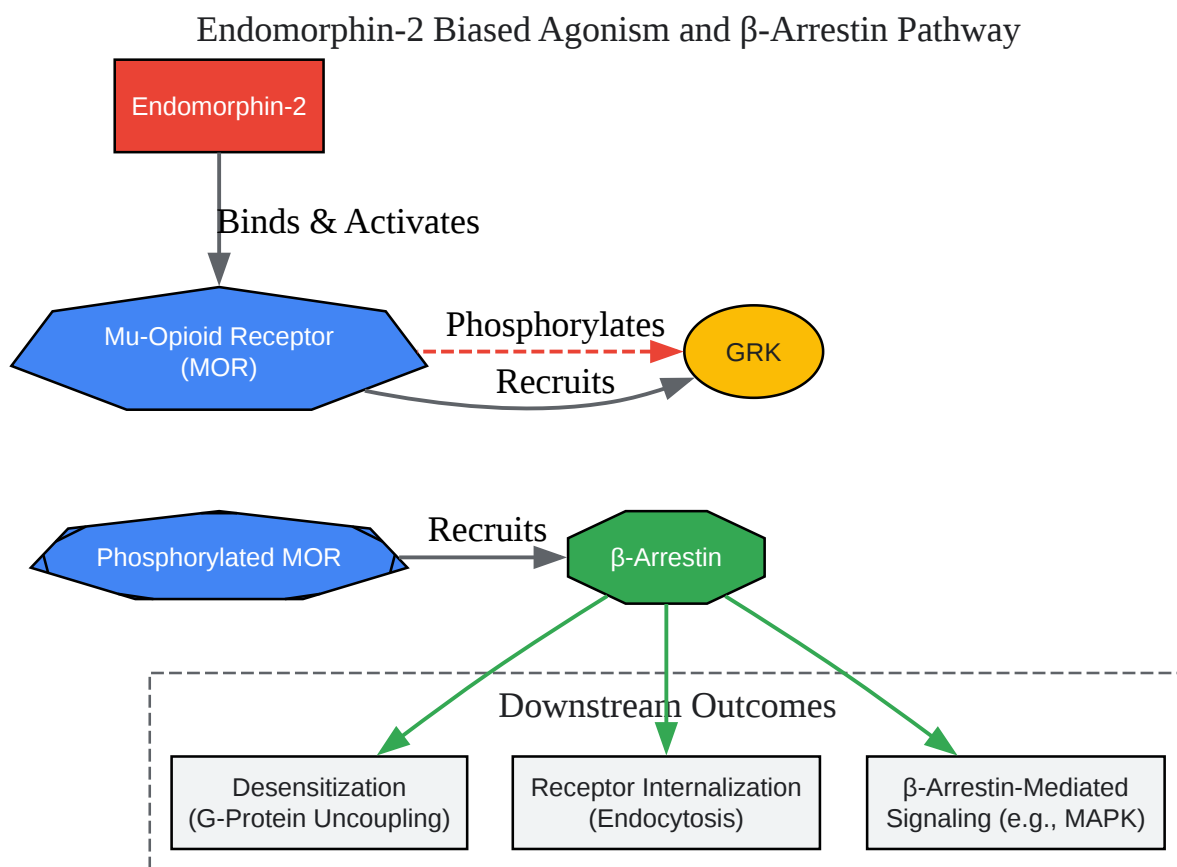 Endomorphin-2 Biased Agonism and β-Arrestin Pathway
Endomorphin-2
Binds & Activates
Mu-Opioid Receptor
(MOR)
Phosphorylates
Recruits
GRK
Phosphorylated MOR
Recruits
β-Arrestin
Downstream Outcomes
Desensitization
(G-Protein Uncoupling)
Receptor Internalization
(Endocytosis)
β-Arrestin-Mediated
Signaling (e.g., MAPK)